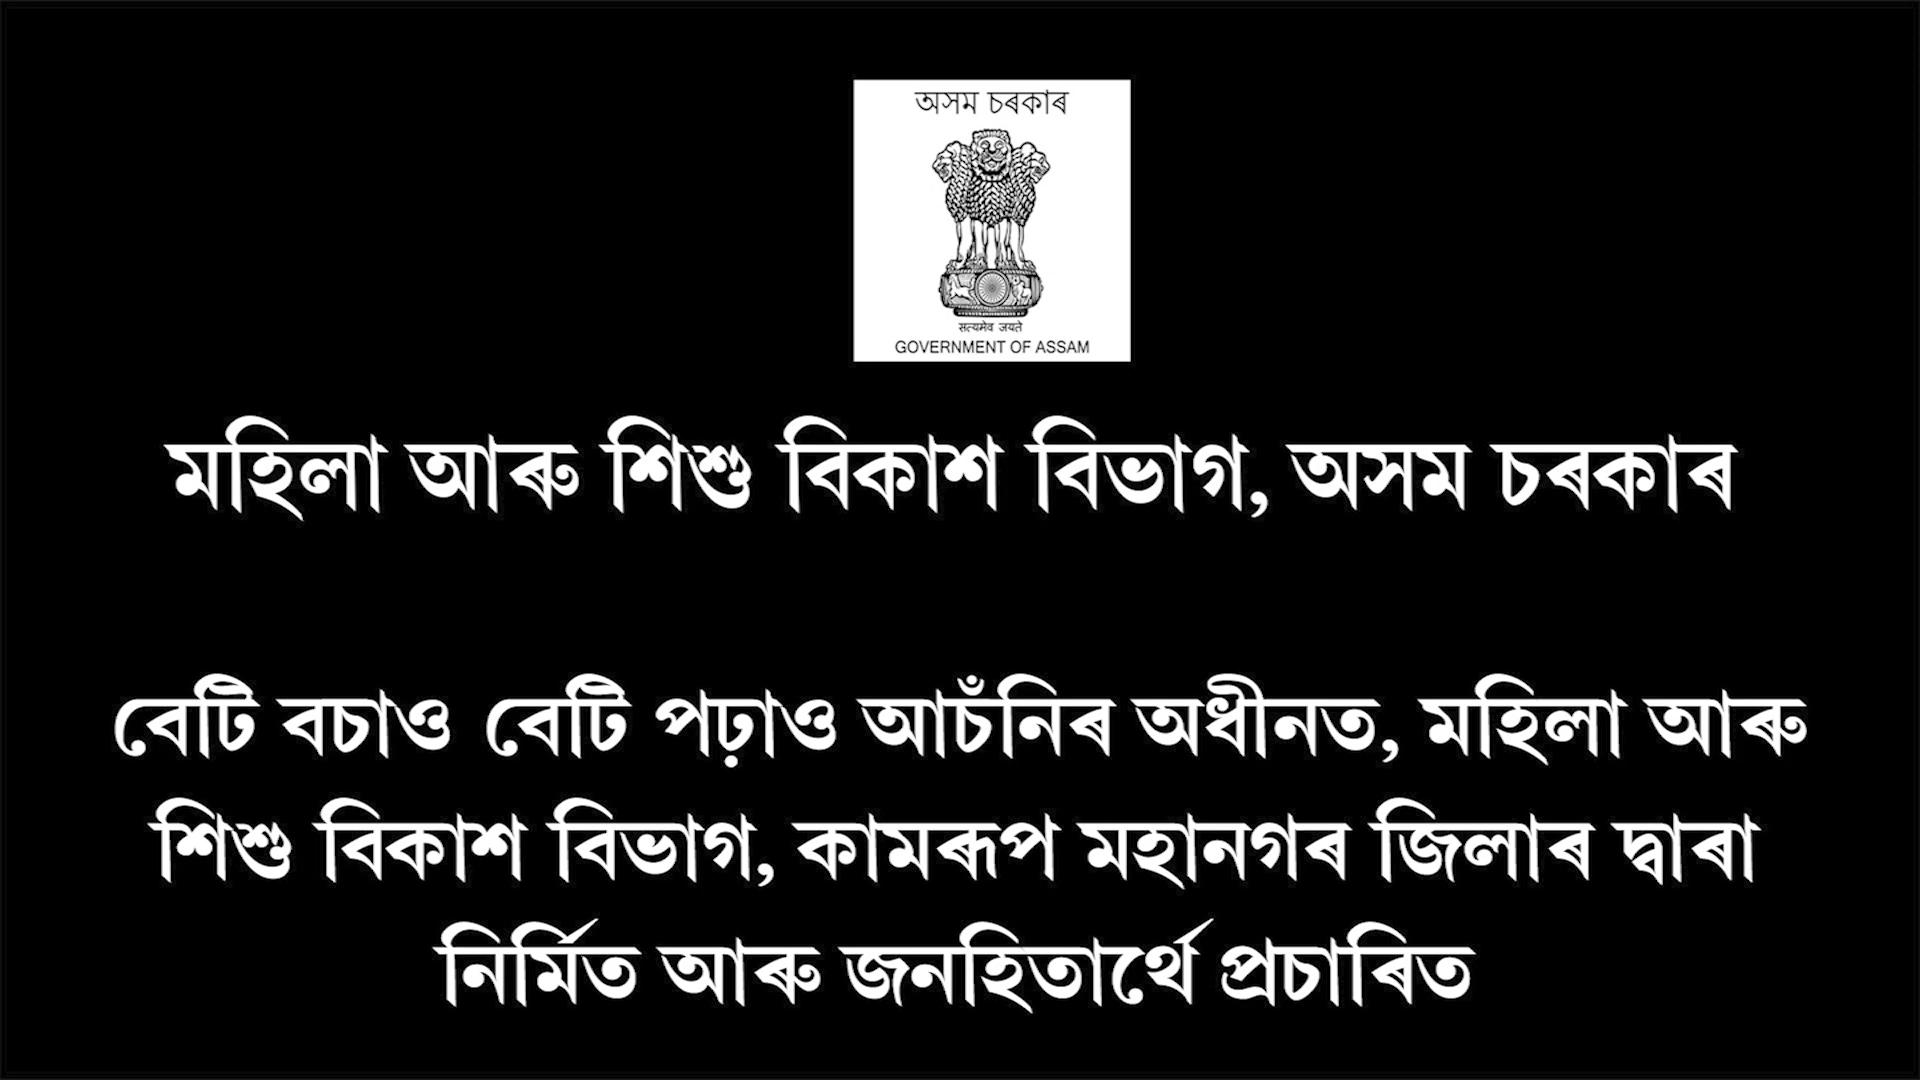 অসম চৰকাৰ
सत्यमेव जयते
GOVERNMENT OF ASSAM
মহিলা আৰু শিশু বিকাশ বিভাগ, অসম চৰকাৰ
বেটি বচাও বেটি পঢ়াও আচঁনিৰ অধীনত, মহিলা আৰু
শিশু বিকাশ বিভাগ, কামৰূপ মহানগৰ জিলাৰ দ্বাৰা
নিৰ্মিত আৰু জনহিতাৰ্থে প্ৰচাৰিত